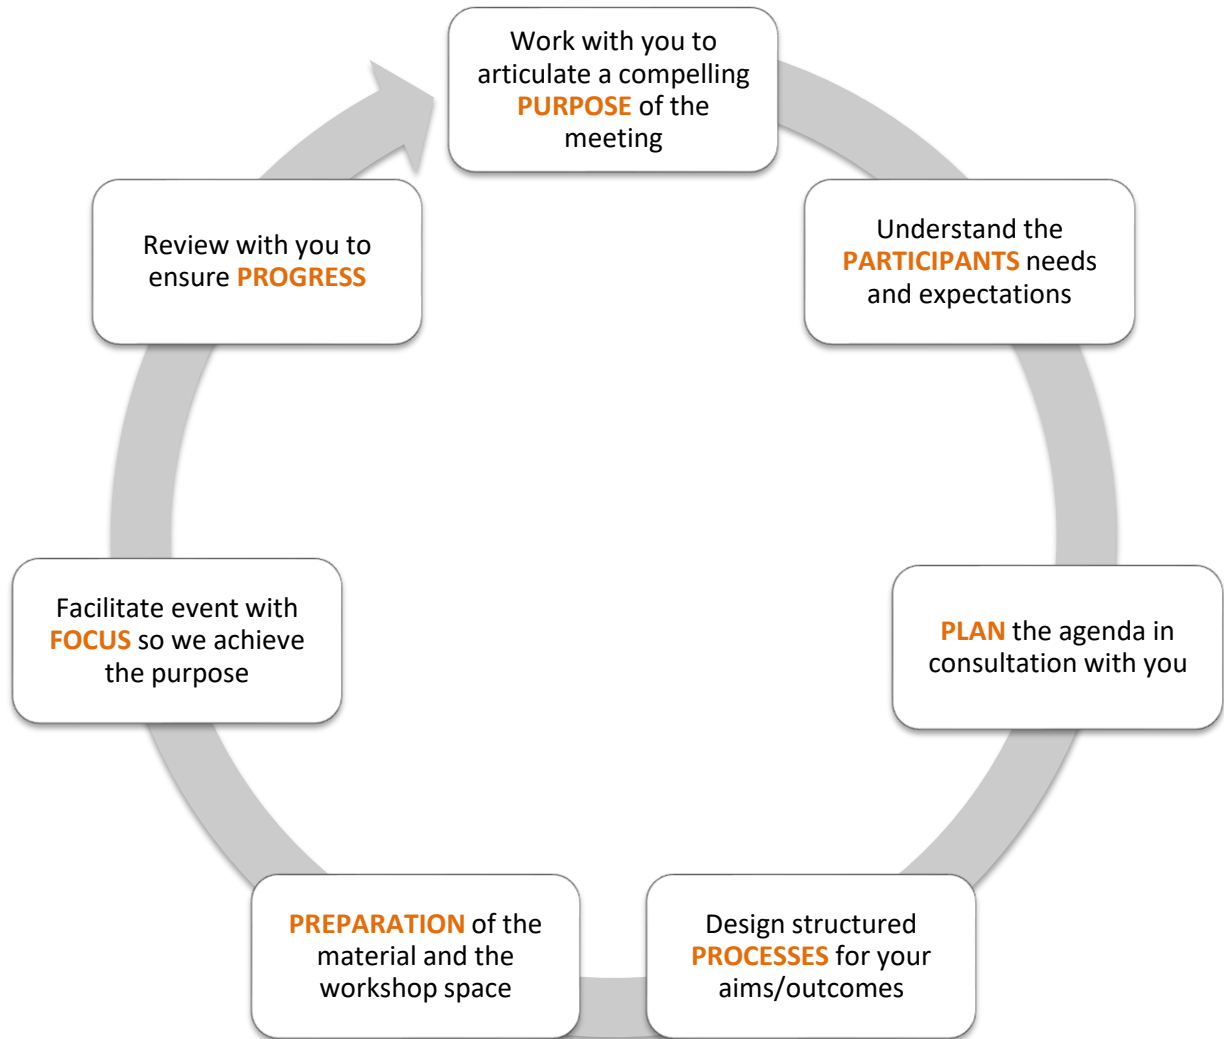 Work with you to
articulate a compelling
PURPOSE of the
meeting
Understand the
PARTICIPANTS needs
and expectations
PLAN the agenda in
consultation with you
Design structured
PROCESSES for your
aims/outcomes
PREPARATION of the
material and the
workshop space
Facilitate event with
FOCUS so we achieve
the purpose
Review with you to
ensure PROGRESS